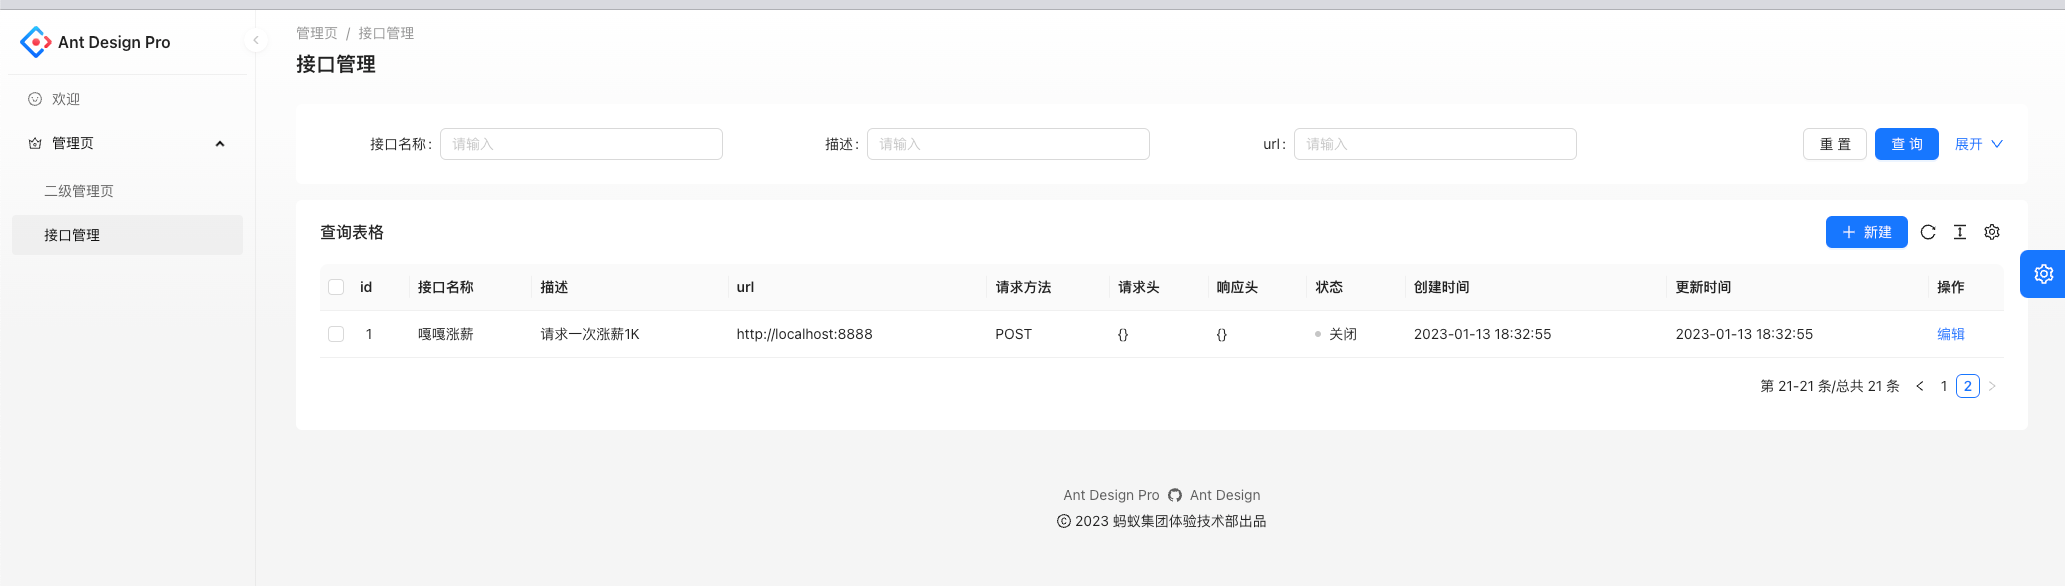 Ant Design Pro
欢迎
管理页
二级管理页
接口管理
管理页 / 接口管理
接口管理
接口名称: 请输入 描述: 请输入 url: 请输入 重 置 查 询 展开
查询表格 新建
id 接口名称 描述 url 请求方法 请求头 响应头 状态 创建时间 更新时间 操作
1 嘎嘎涨薪 请求一次涨薪1K http://localhost:8888 POST {} {} 关闭 2023-01-13 18:32:55 2023-01-13 18:32:55 编辑
第 21-21 条/总共 21 条 < 1 2 >
Ant Design Pro Ant Design
© 2023 蚂蚁集团体验技术部出品